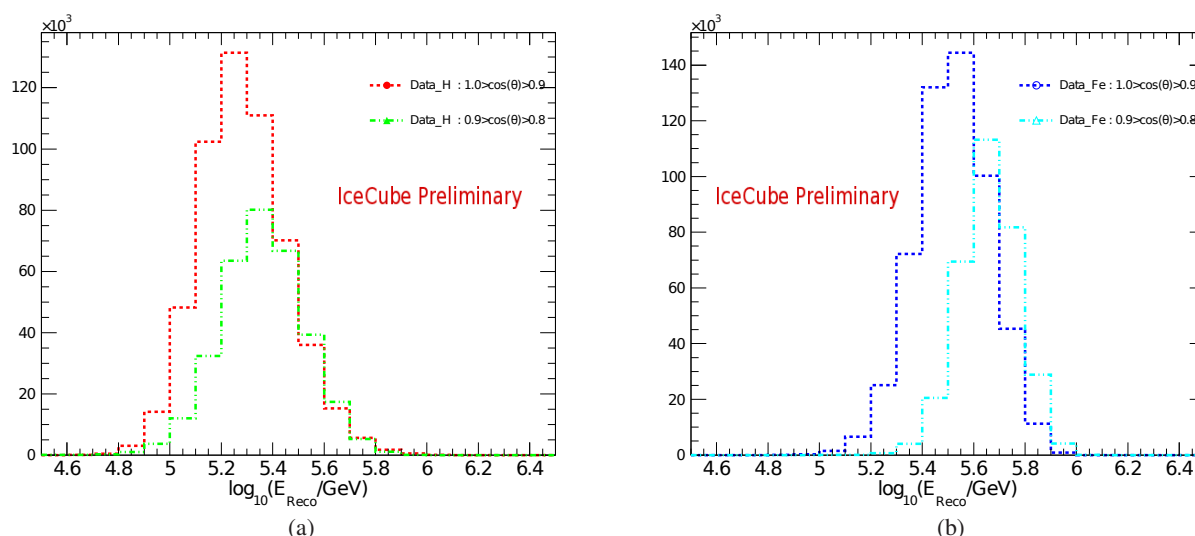 ×10³
120
100
80
60
40
20
0
Data_H : 1.0>cos(θ)>0.9
Data_H : 0.9>cos(θ)>0.8
IceCube Preliminary
4.6 4.8 5 5.2 5.4 5.6 5.8 6 6.2 6.4
log₁₀(E_Reco/GeV)
(a)
×10³
140
120
100
80
60
40
20
0
Data_Fe : 1.0>cos(θ)>0.9
Data_Fe : 0.9>cos(θ)>0.8
IceCube Preliminary
4.6 4.8 5 5.2 5.4 5.6 5.8 6 6.2 6.4
log₁₀(E_Reco/GeV)
(b)